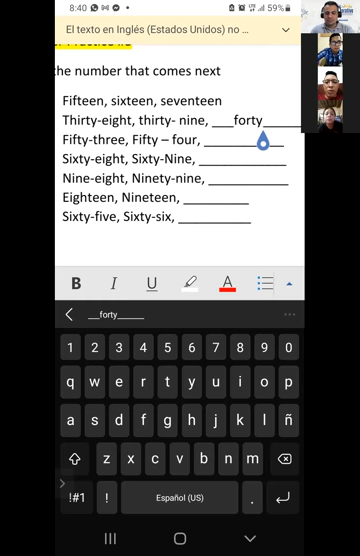 8:40
59%
El texto en Inglés (Estados Unidos) no ...
the number that comes next
Fifteen, sixteen, seventeen
Thirty-eight, thirty- nine, ___forty______
Fifty-three, Fifty – four, ____________
Sixty-eight, Sixty-Nine, _____________
Nine-eight, Ninety-nine, ____________
Eighteen, Nineteen, __________
Sixty-five, Sixty-six, ___________
B I U A
__forty______
1 2 3 4 5 6 7 8 9 0
q w e r t y u i o p
a s d f g h j k l ñ
z x c v b n m
!#1 ! Español (US) .